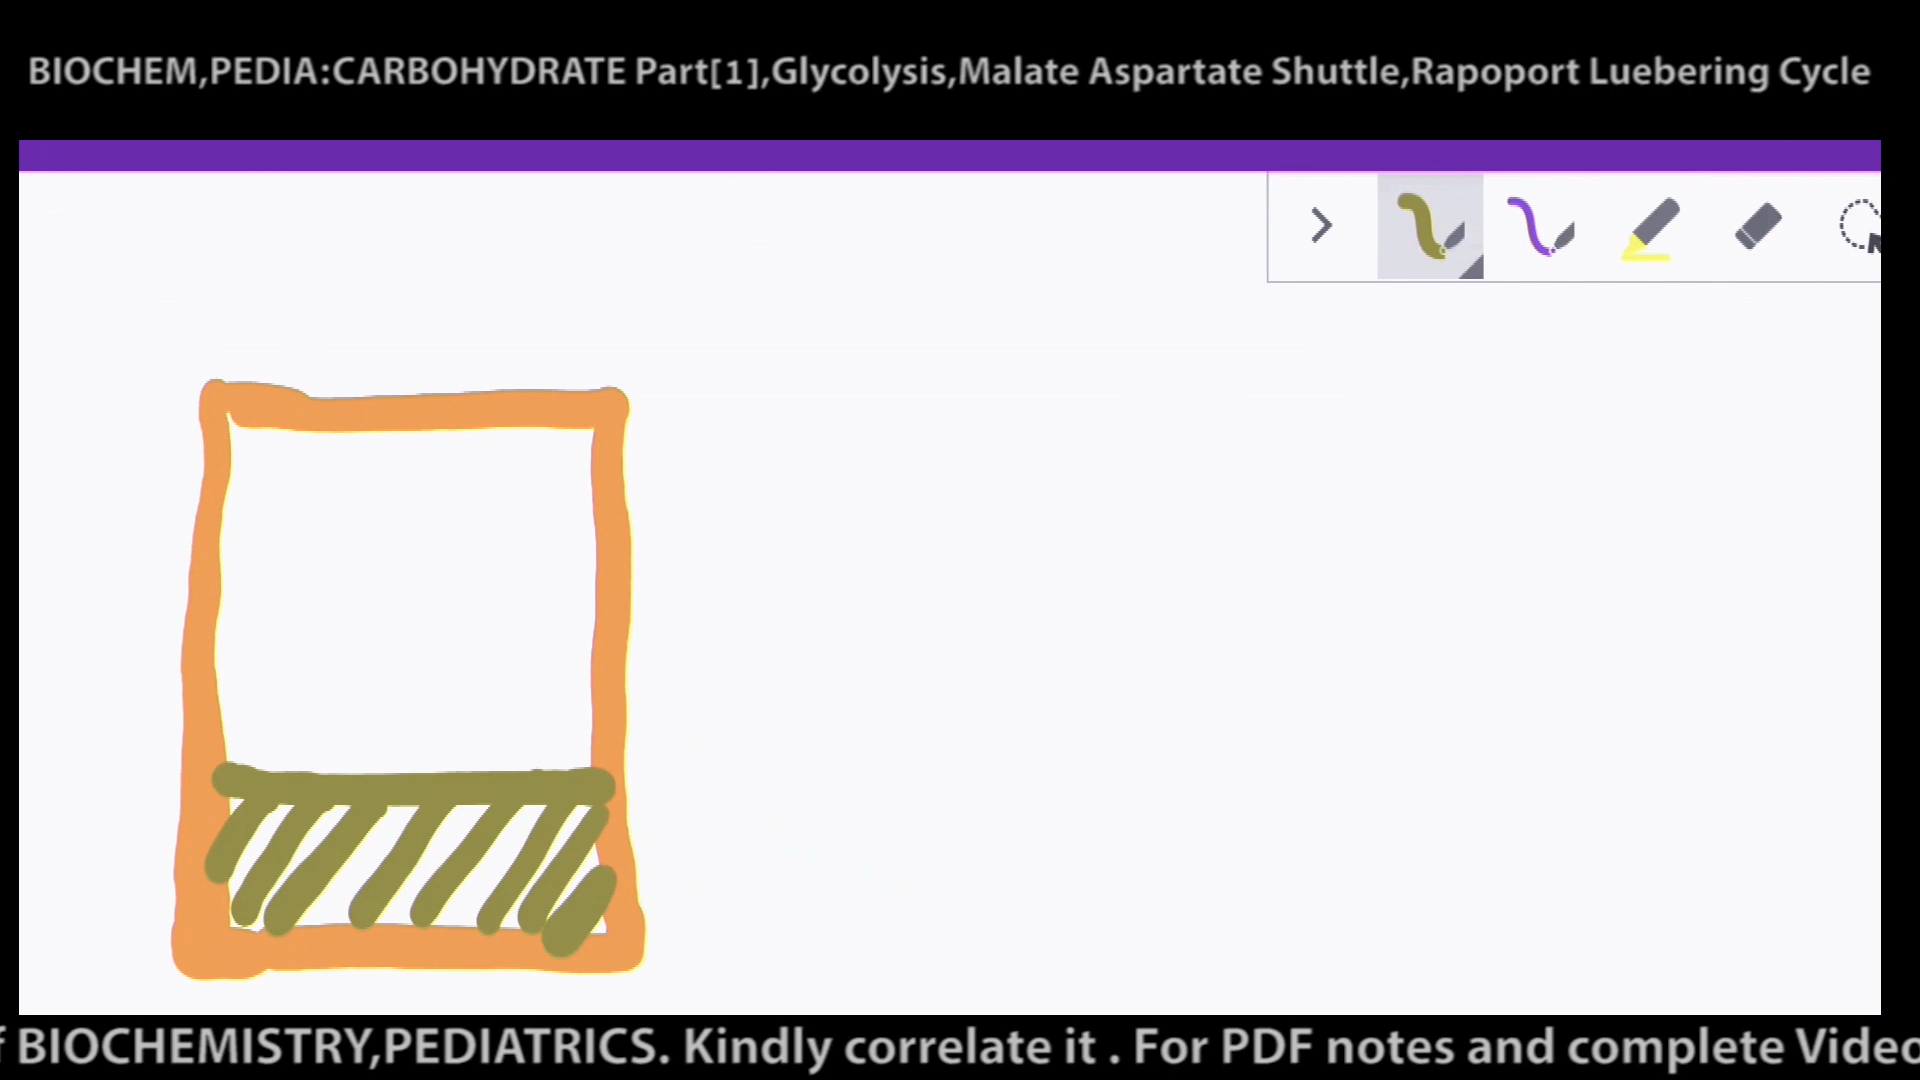 BIOCHEM,PEDIA:CARBOHYDRATE Part[1],Glycolysis,Malate Aspartate Shuttle,Rapoport Luebering Cycle
f BIOCHEMISTRY,PEDIATRICS. Kindly correlate it . For PDF notes and complete Video